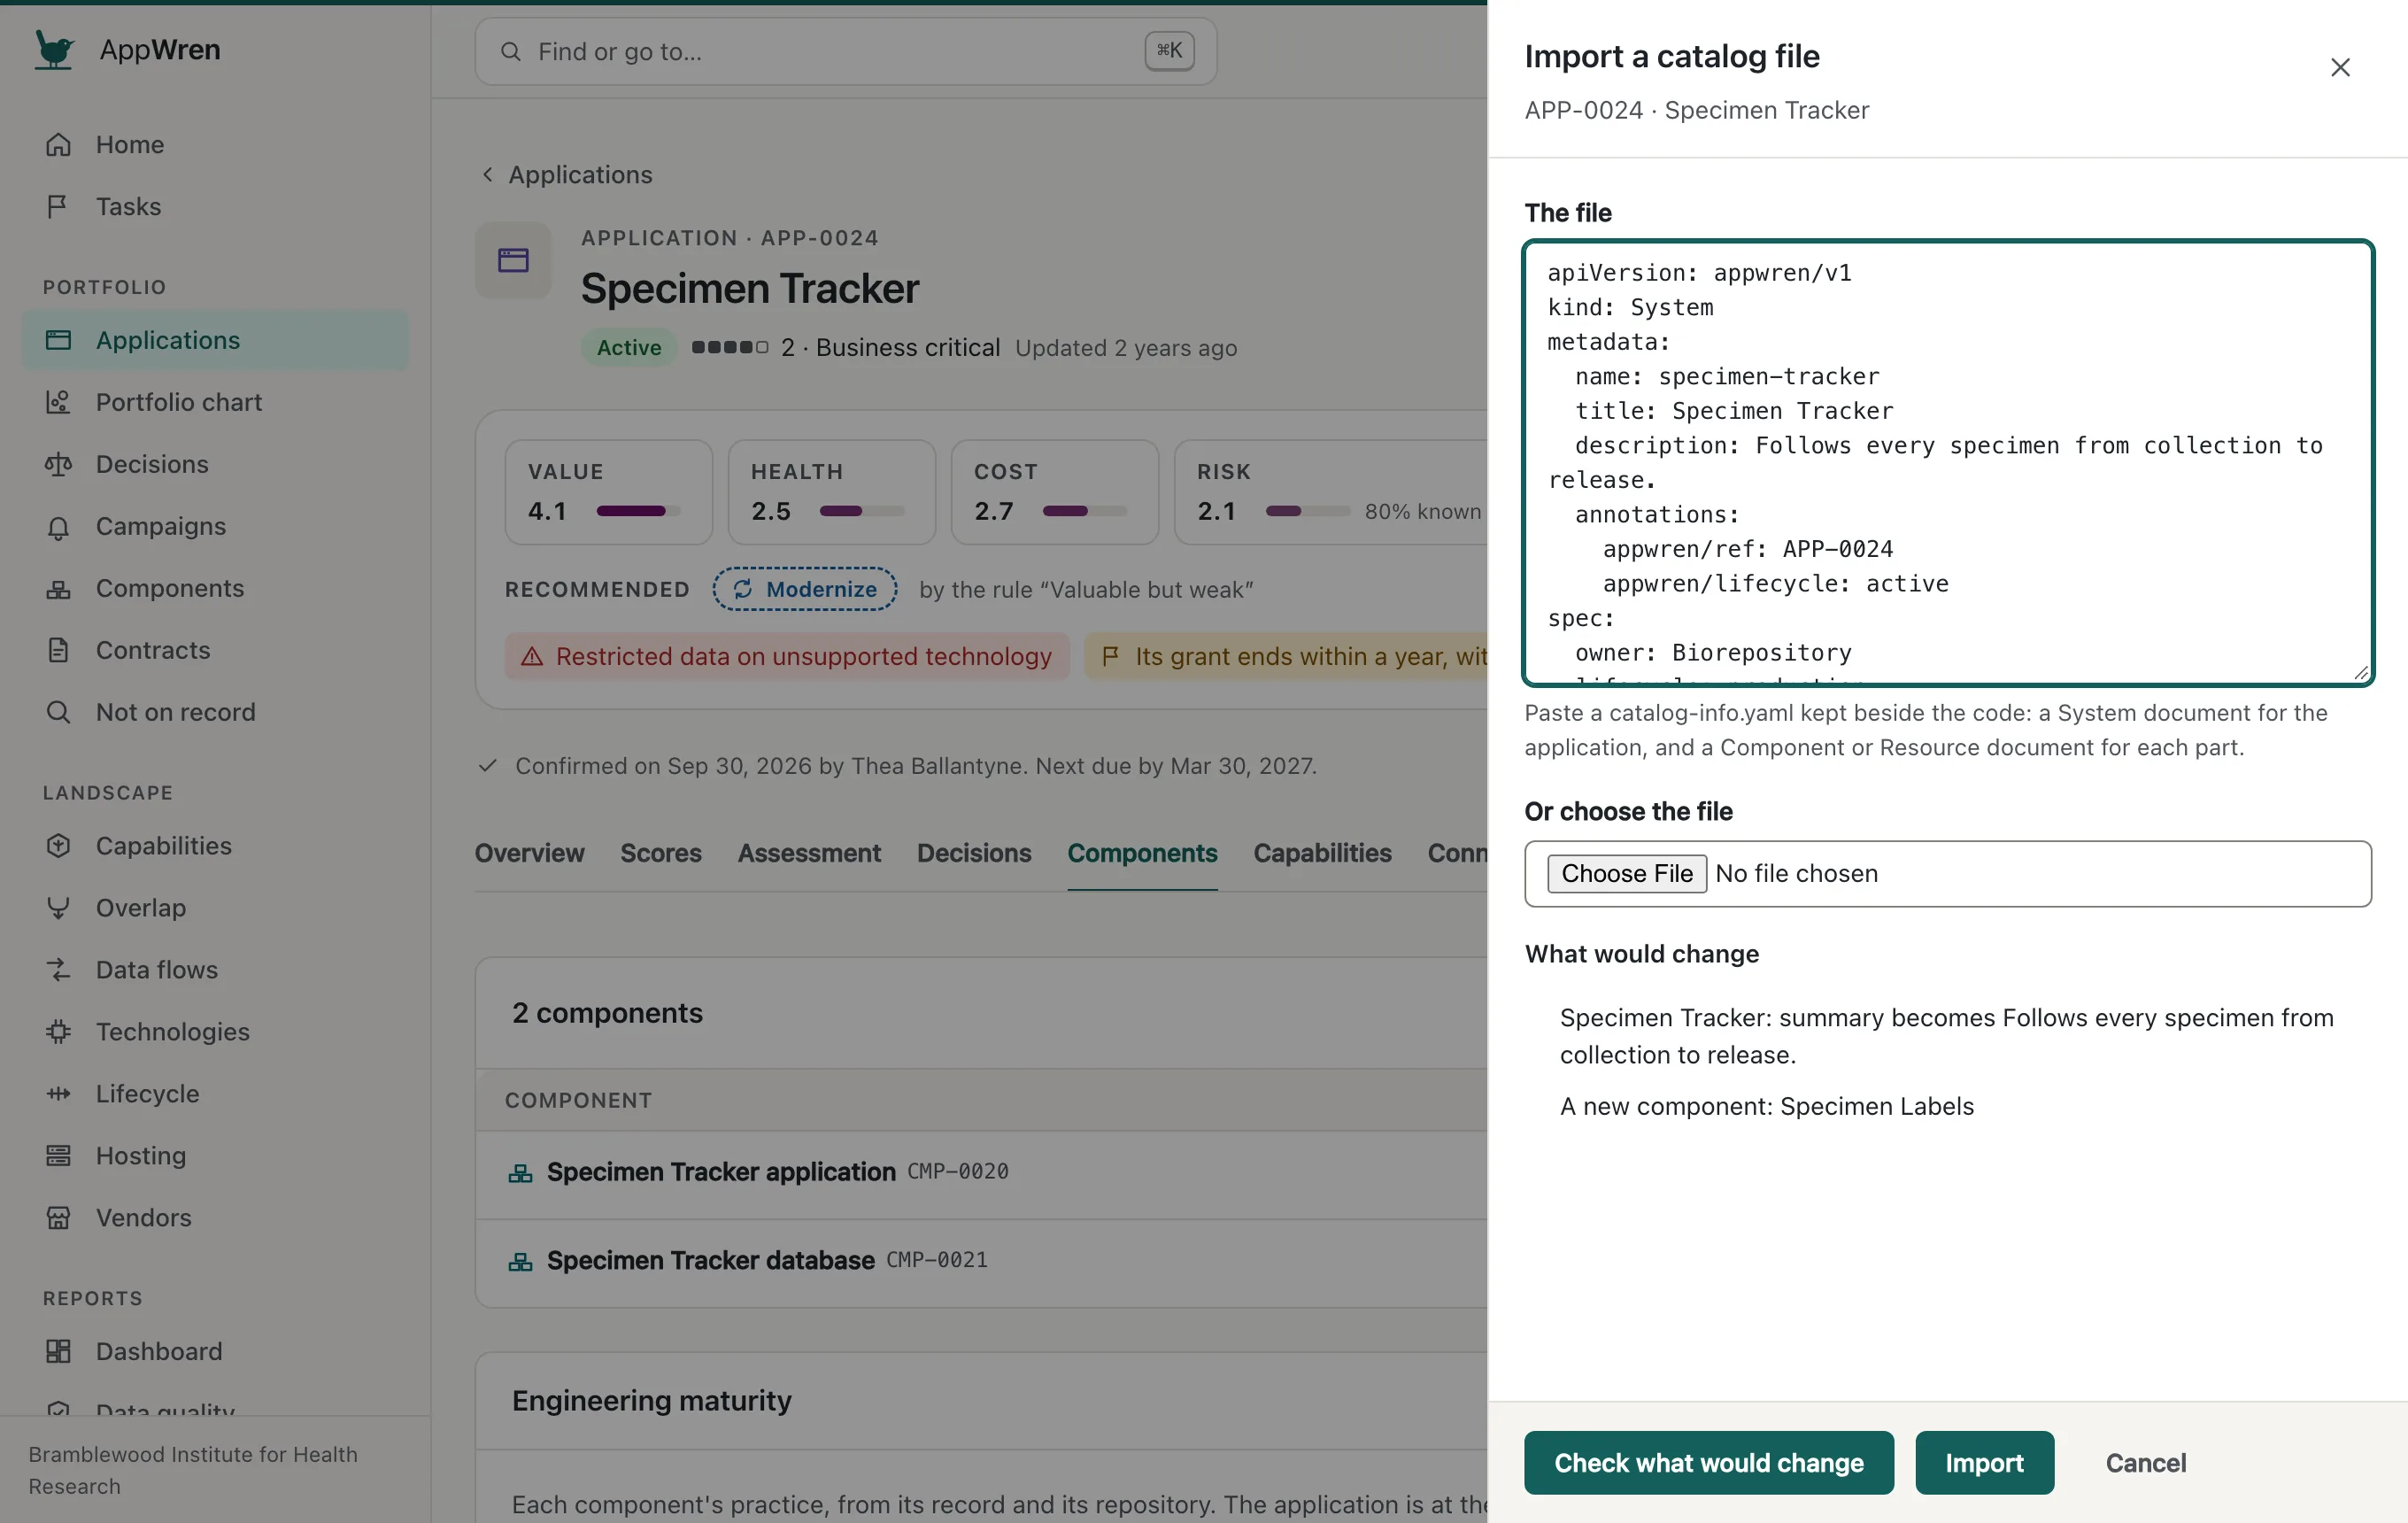 AppWren
Home
Tasks
PORTFOLIO
Applications
Portfolio chart
Decisions
Campaigns
Components
Contracts
Not on record
LANDSCAPE
Capabilities
Overlap
Data flows
Technologies
Lifecycle
Hosting
Vendors
REPORTS
Dashboard
Data quality
Bramblewood Institute for Health
Research
Find or go to...
⌘K
Applications
APPLICATION · APP-0024
Specimen Tracker
Active 2 · Business critical Updated 2 years ago
VALUE
4.1
HEALTH
2.5
COST
2.7
RISK
2.1 80% known
RECOMMENDED Modernize by the rule “Valuable but weak”
Restricted data on unsupported technology
Its grant ends within a year, wit
Confirmed on Sep 30, 2026 by Thea Ballantyne. Next due by Mar 30, 2027.
Overview Scores Assessment Decisions Components Capabilities Conn
2 components
COMPONENT
Specimen Tracker application CMP-0020
Specimen Tracker database CMP-0021
Engineering maturity
Each component's practice, from its record and its repository. The application is at the
Import a catalog file
APP-0024 · Specimen Tracker
The file
apiVersion: appwren/v1
kind: System
metadata:
  name: specimen-tracker
  title: Specimen Tracker
  description: Follows every specimen from collection to
release.
  annotations:
    appwren/ref: APP-0024
    appwren/lifecycle: active
spec:
  owner: Biorepository
  lifecycle: production
Paste a catalog-info.yaml kept beside the code: a System document for the
application, and a Component or Resource document for each part.
Or choose the file
Choose File No file chosen
What would change
Specimen Tracker: summary becomes Follows every specimen from
collection to release.
A new component: Specimen Labels
Check what would change
Import
Cancel